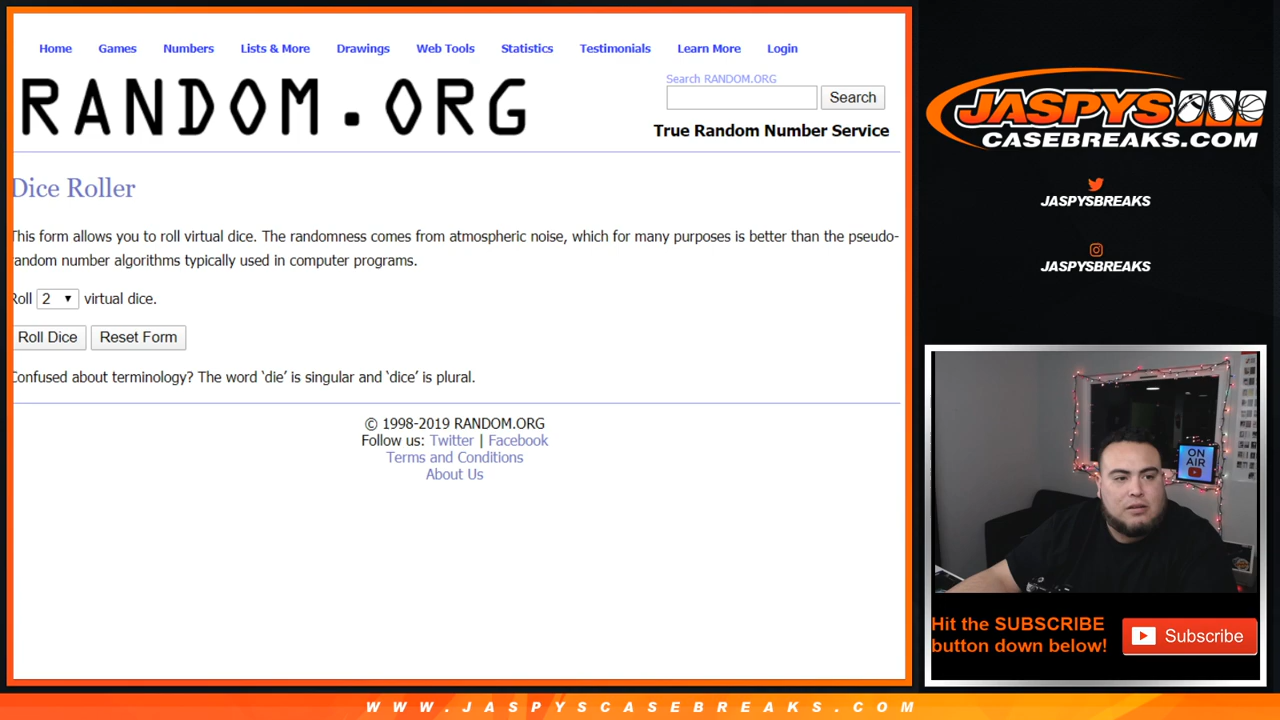 Home Games Numbers Lists & More Drawings Web Tools Statistics Testimonials Learn More Login
RANDOM.ORG
Search RANDOM.ORG
Search
True Random Number Service
Dice Roller
This form allows you to roll virtual dice. The randomness comes from atmospheric noise, which for many purposes is better than the pseudo-
random number algorithms typically used in computer programs.
Roll 2 virtual dice.
Roll Dice Reset Form
Confused about terminology? The word ‘die’ is singular and ‘dice’ is plural.
© 1998-2019 RANDOM.ORG
Follow us: Twitter | Facebook
Terms and Conditions
About Us
JASPYS
CASEBREAKS.COM
JASPYSBREAKS
JASPYSBREAKS
ON
AIR
Hit the SUBSCRIBE
button down below!
Subscribe
WWW.JASPYSCASEBREAKS.COM